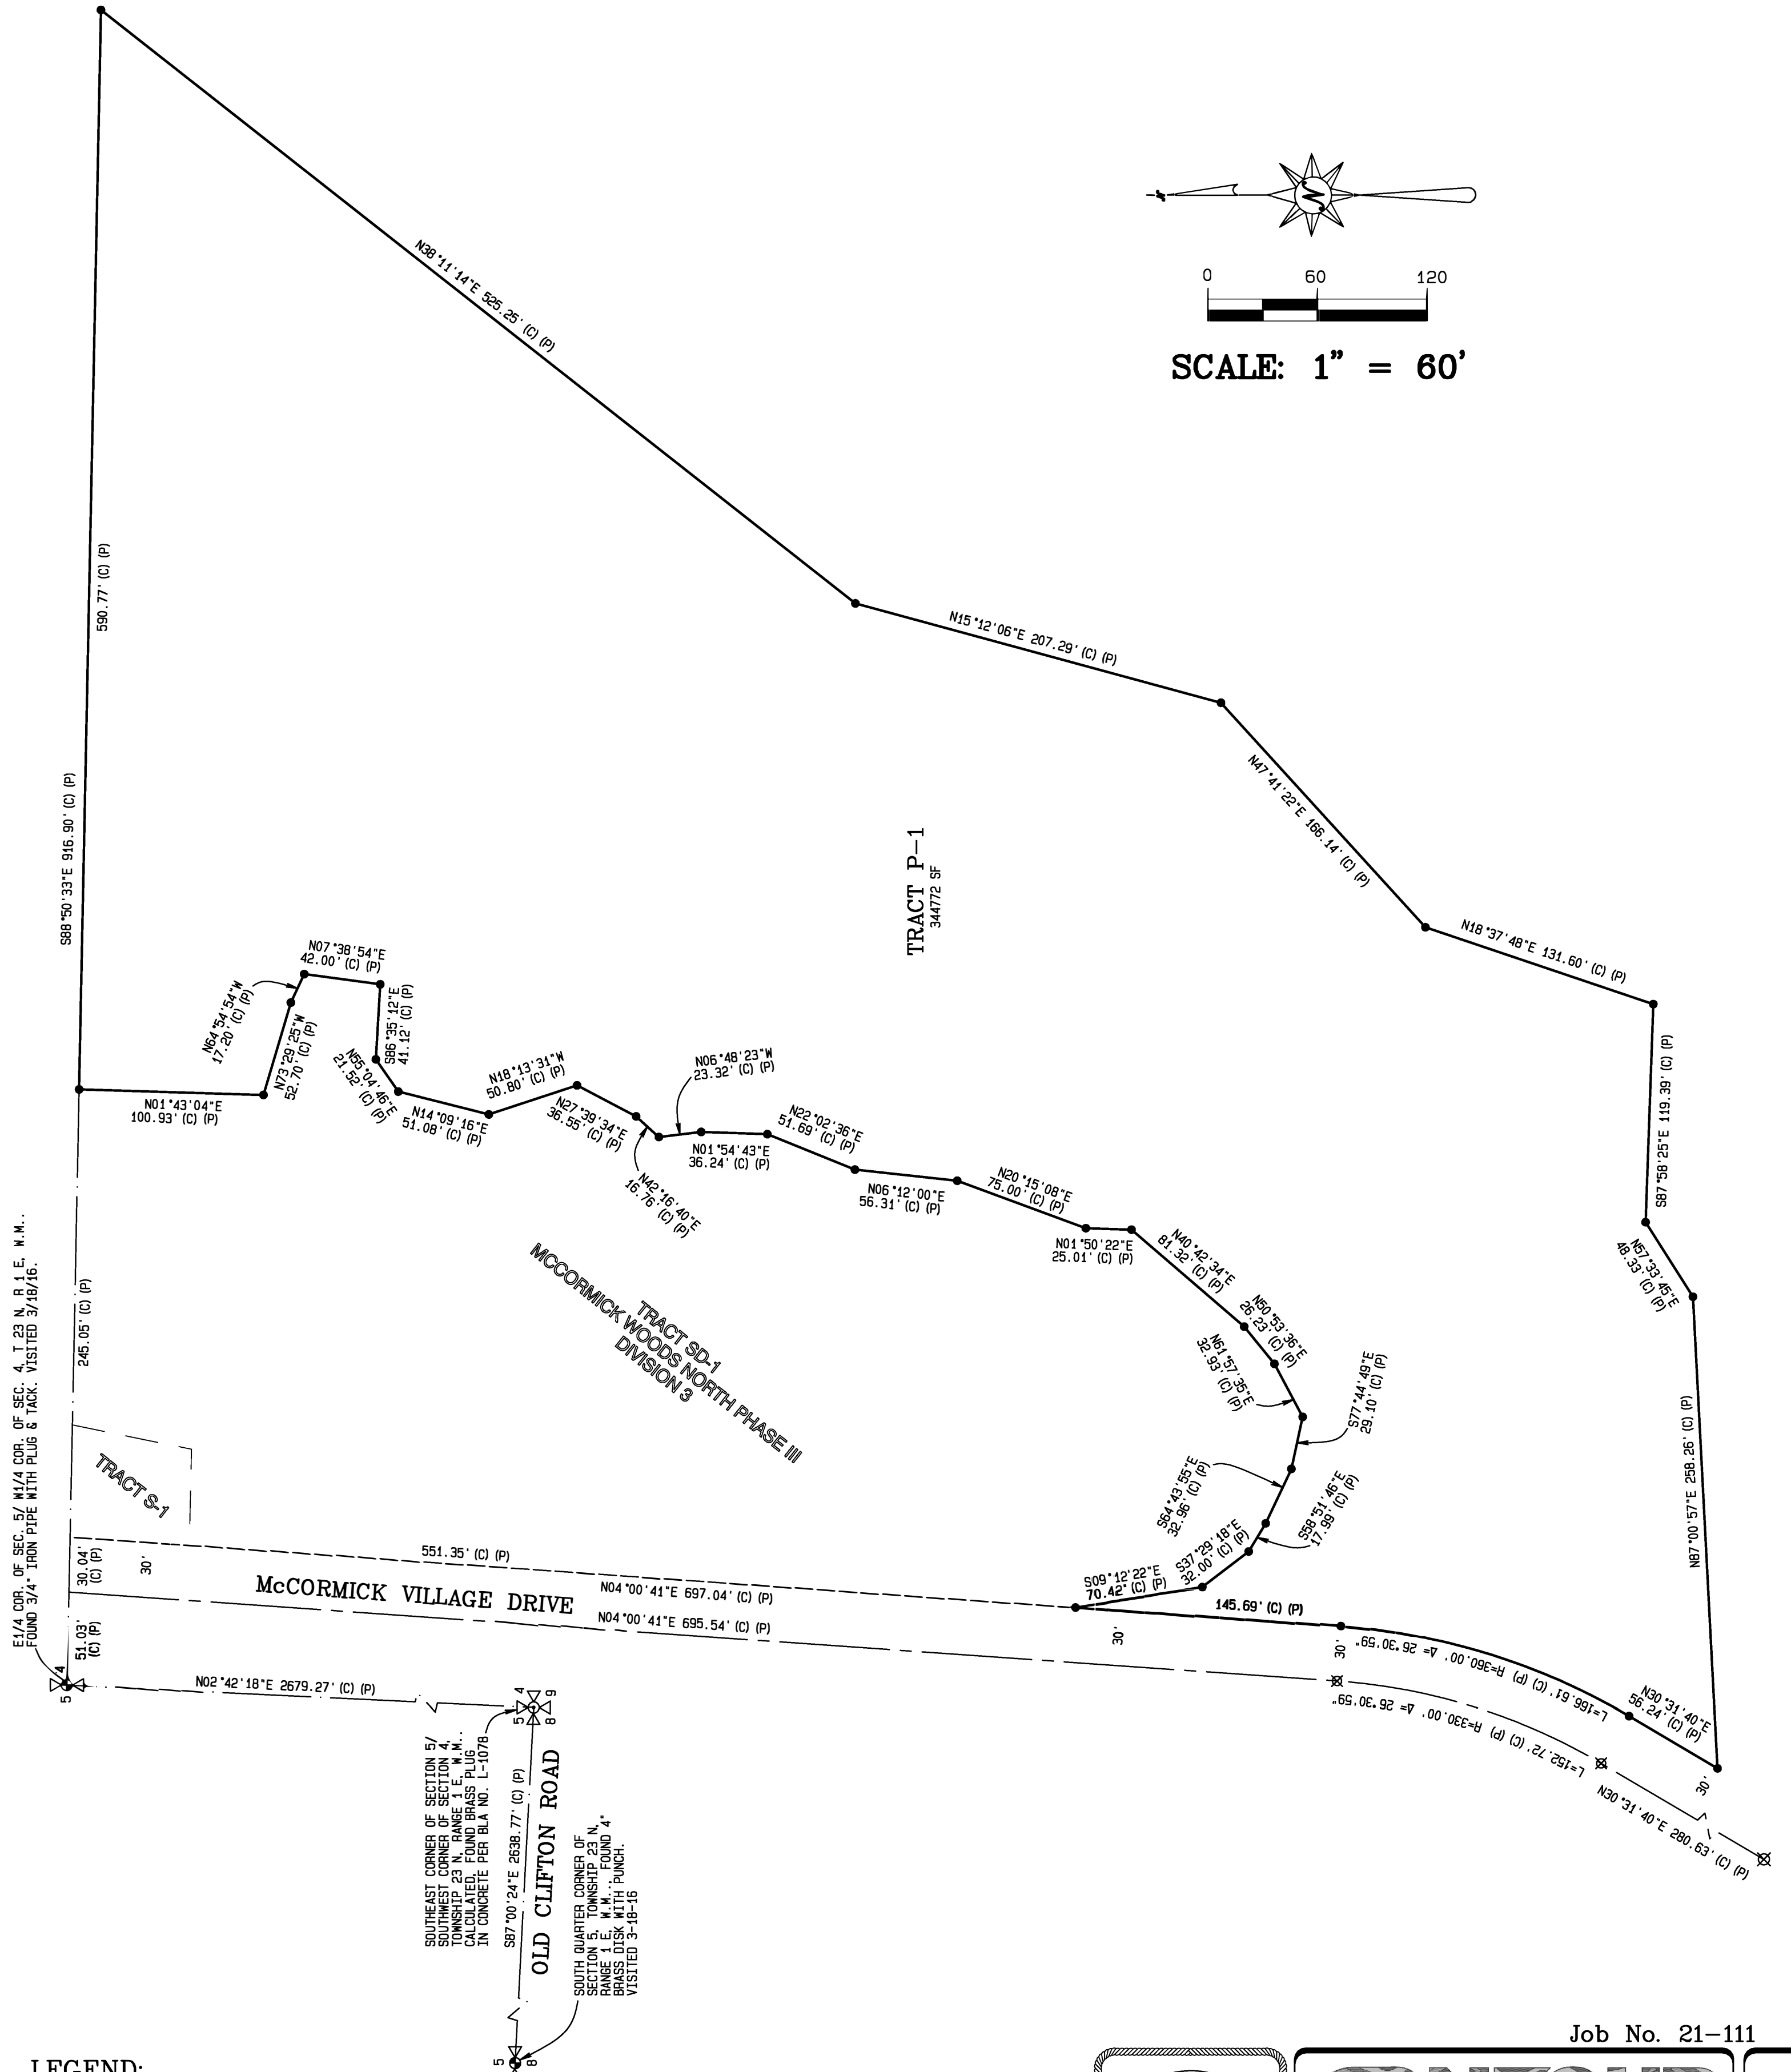 N38°11'14"E 525.25' (C) (P)
0 60 120
SCALE: 1" = 60'
590.77' (C) (P)
S88°50'33"E 916.90' (C) (P)
N15°12'06"E 207.29' (C) (P)
N47°41'22"E 166.14' (C) (P)
N18°37'48"E 131.60' (C) (P)
S87°58'25"E 119.39' (C) (P)
N57°33'45"E
48.33' (C) (P)
N87°00'57"E 258.26' (C) (P)
TRACT P-1
344772 SF
N07°38'54"E
42.00' (C) (P)
N64°54'54"W
17.20' (C) (P)
N73°29'25"W
52.70' (C) (P)
S86°35'12"E
41.12' (C) (P)
N01°43'04"E
100.93' (C) (P)
N55°04'46"E
21.52' (C) (P)
N14°09'16"E
51.08' (C) (P)
N18°13'31"W
50.80' (C) (P)
N27°39'34"E
36.55' (C) (P)
N42°16'40"E
16.76' (C) (P)
N06°48'23"W
23.32' (C) (P)
N01°54'43"E
36.24' (C) (P)
N22°02'36"E
51.69' (C) (P)
N06°12'00"E
56.31' (C) (P)
N20°15'08"E
75.00' (C) (P)
N01°50'22"E
25.01' (C) (P)
N40°42'34"E
81.32' (C) (P)
N50°53'36"E
26.23' (C) (P)
N61°57'35"E
32.93' (C) (P)
S77°44'49"E
29.10' (C) (P)
S64°43'55"E
32.96' (C) (P)
S58°51'46"E
17.99' (C) (P)
S37°29'18"E
32.00' (C) (P)
S09°12'22"E
70.42' (C) (P)
145.69' (C) (P)
TRACT SD-1
MCCORMICK WOODS NORTH PHASE III
DIVISION 3
E1/4 COR. OF SEC. 5/ W1/4 COR. OF SEC. 4, T 23 N, R 1 E, W.M..
FOUND 3/4" IRON PIPE WITH PLUG & TACK. VISITED 3/18/16.
245.05' (C) (P)
TRACT S-1
30.04'
(C) (P)
30'
51.03'
(C) (P)
551.35' (C) (P)
McCORMICK VILLAGE DRIVE
N04°00'41"E 697.04' (C) (P)
N04°00'41"E 695.54' (C) (P)
30'
30'
L=166.61' (C) (P) R=360.00' Δ= 26°30'59"
L=152.72' (C) (P) R=330.00' Δ= 26°30'59"
N30°31'40"E
56.24' (C) (P)
30'
N30°31'40"E 280.63' (C) (P)
4
5
N02°42'18"E 2679.27' (C) (P)
4 9
5 8
SOUTHEAST CORNER OF SECTION 5/
SOUTHWEST CORNER OF SECTION 4,
TOWNSHIP 23 N, RANGE 1 E, W.M..
CALCULATED, FOUND BRASS PLUG
IN CONCRETE PER BLA NO. L-1078
S87°00'24"E 2638.77' (C) (P)
OLD CLIFTON ROAD
SOUTH QUARTER CORNER OF
SECTION 5, TOWNSHIP 23 N,
RANGE 1 E, W.M.., FOUND 4"
BRASS DISK WITH PUNCH.
VISITED 3-18-16
5 8
Job No. 21-111
LEGEND: